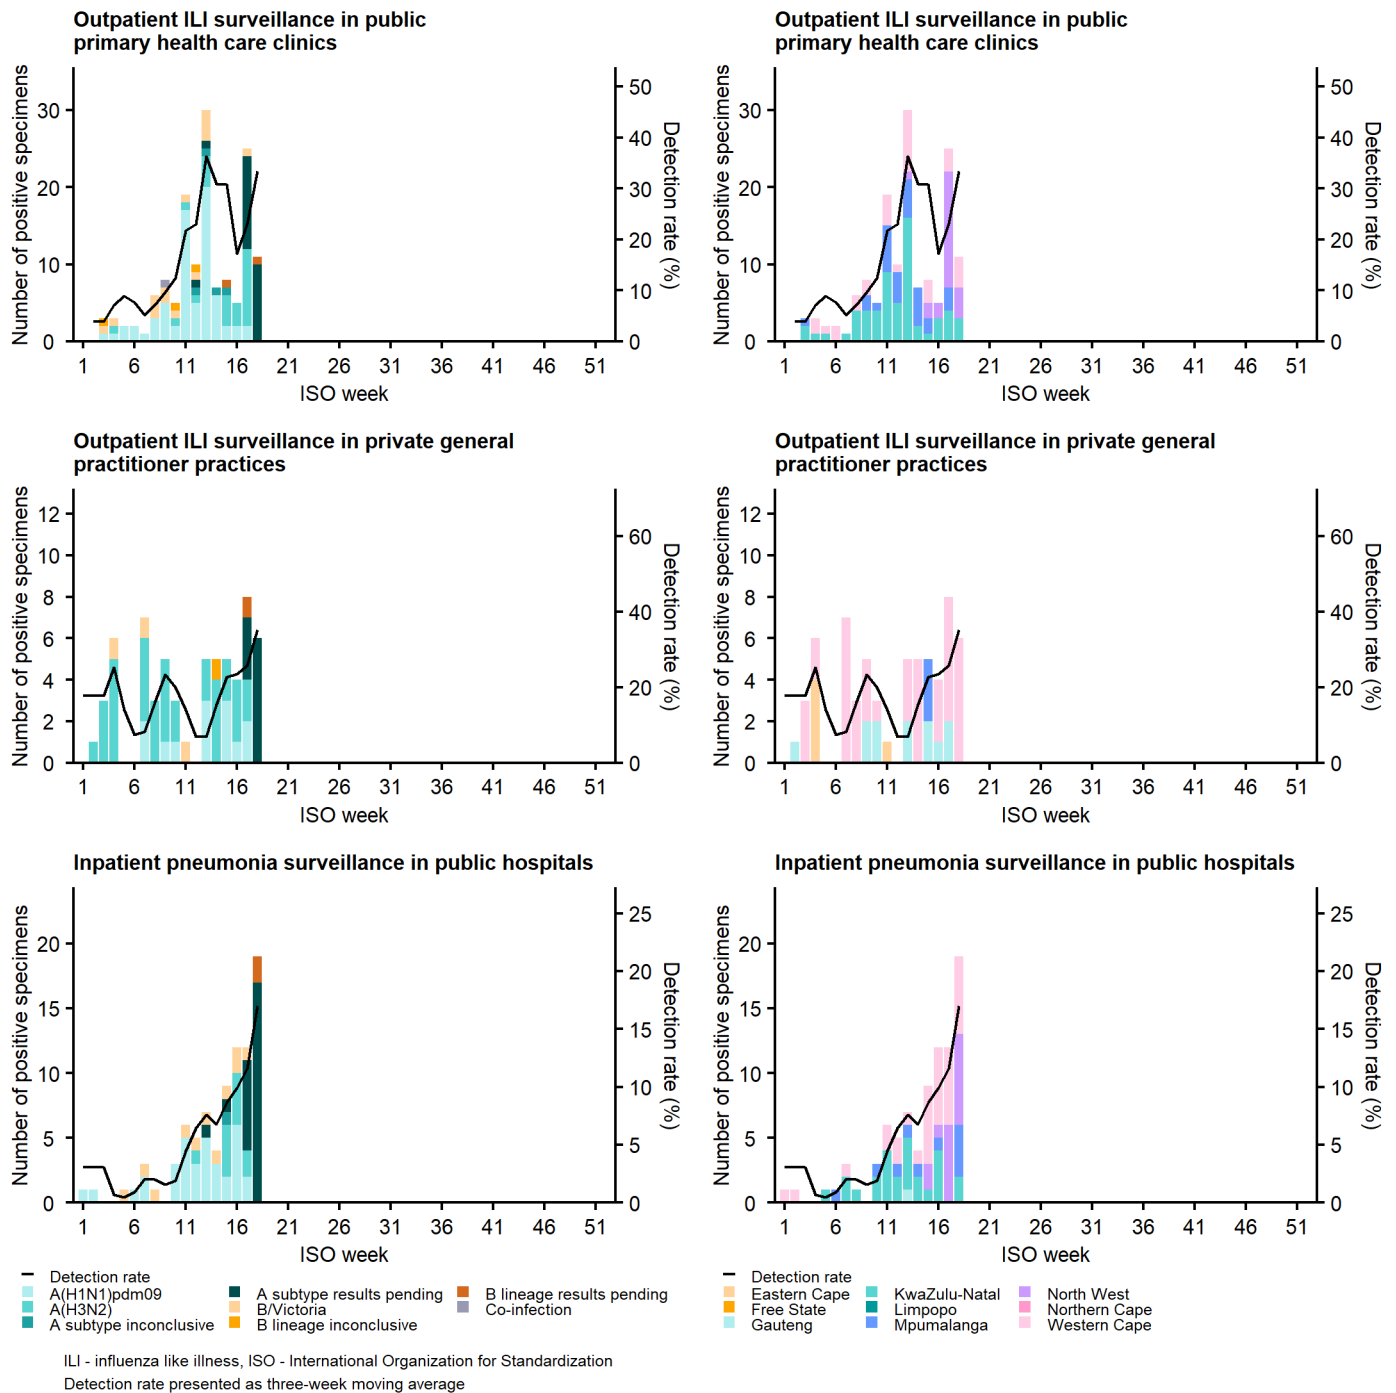 Outpatient ILI surveillance in public
primary health care clinics
Number of positive specimens
30
20
10
0
50
40
30
20
10
0
Detection rate (%)
1 6 11 16 21 26 31 36 41 46 51
ISO week
Outpatient ILI surveillance in public
primary health care clinics
Number of positive specimens
30
20
10
0
50
40
30
20
10
0
Detection rate (%)
1 6 11 16 21 26 31 36 41 46 51
ISO week
Outpatient ILI surveillance in private general
practitioner practices
Number of positive specimens
12
10
8
6
4
2
0
60
40
20
0
Detection rate (%)
1 6 11 16 21 26 31 36 41 46 51
ISO week
Outpatient ILI surveillance in private general
practitioner practices
Number of positive specimens
12
10
8
6
4
2
0
60
40
20
0
Detection rate (%)
1 6 11 16 21 26 31 36 41 46 51
ISO week
Inpatient pneumonia surveillance in public hospitals
Number of positive specimens
20
15
10
5
0
25
20
15
10
5
0
Detection rate (%)
1 6 11 16 21 26 31 36 41 46 51
ISO week
Inpatient pneumonia surveillance in public hospitals
Number of positive specimens
20
15
10
5
0
25
20
15
10
5
0
Detection rate (%)
1 6 11 16 21 26 31 36 41 46 51
ISO week
Detection rate
A(H1N1)pdm09 A subtype results pending B lineage results pending
A(H3N2) B/Victoria Co-infection
A subtype inconclusive B lineage inconclusive
Detection rate
Eastern Cape KwaZulu-Natal North West
Free State Limpopo Northern Cape
Gauteng Mpumalanga Western Cape
ILI - influenza like illness, ISO - International Organization for Standardization
Detection rate presented as three-week moving average